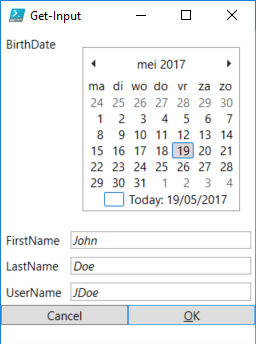 Get-Input
BirthDate
mei 2017
ma di wo do vr za zo
24 25 26 27 28 29 30
1 2 3 4 5 6 7
8 9 10 11 12 13 14
15 16 17 18 19 20 21
22 23 24 25 26 27 28
29 30 31 1 2 3 4
Today: 19/05/2017
FirstName John
LastName Doe
UserName JDoe
Cancel OK